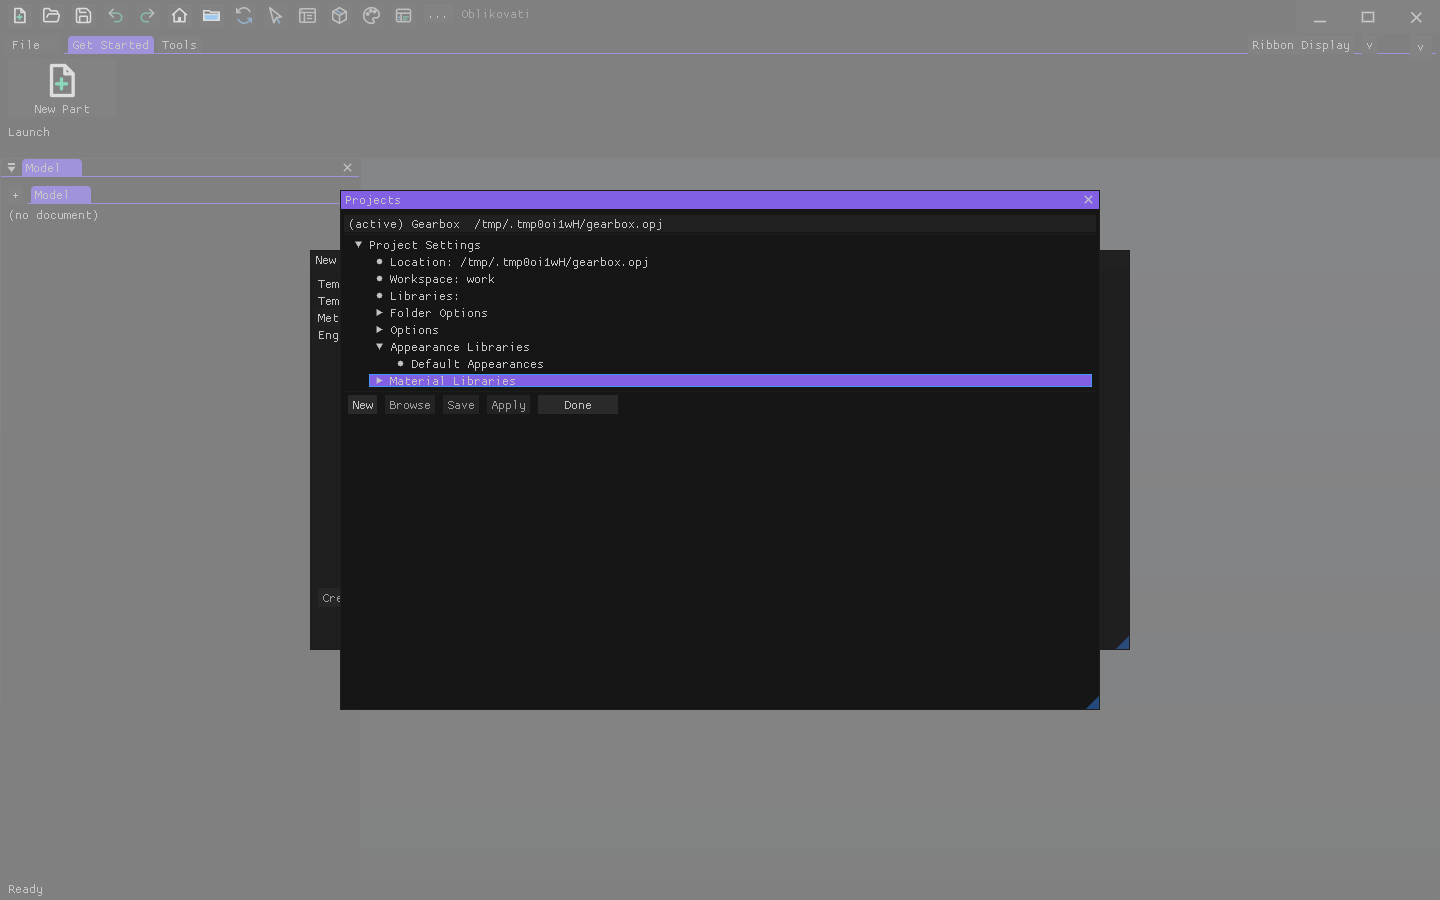 ... Oblikovati
File Get Started Tools Ribbon Display v v
New Part
Launch
Model
+ Model
(no document)
Projects
(active) Gearbox /tmp/.tmp0oi1wH/gearbox.opj
Project Settings
Location: /tmp/.tmp0oi1wH/gearbox.opj
Workspace: work
Libraries:
Folder Options
Options
Appearance Libraries
Default Appearances
Material Libraries
New Browse Save Apply Done
New
Tem
Tem
Met
Eng
Cre
Ready